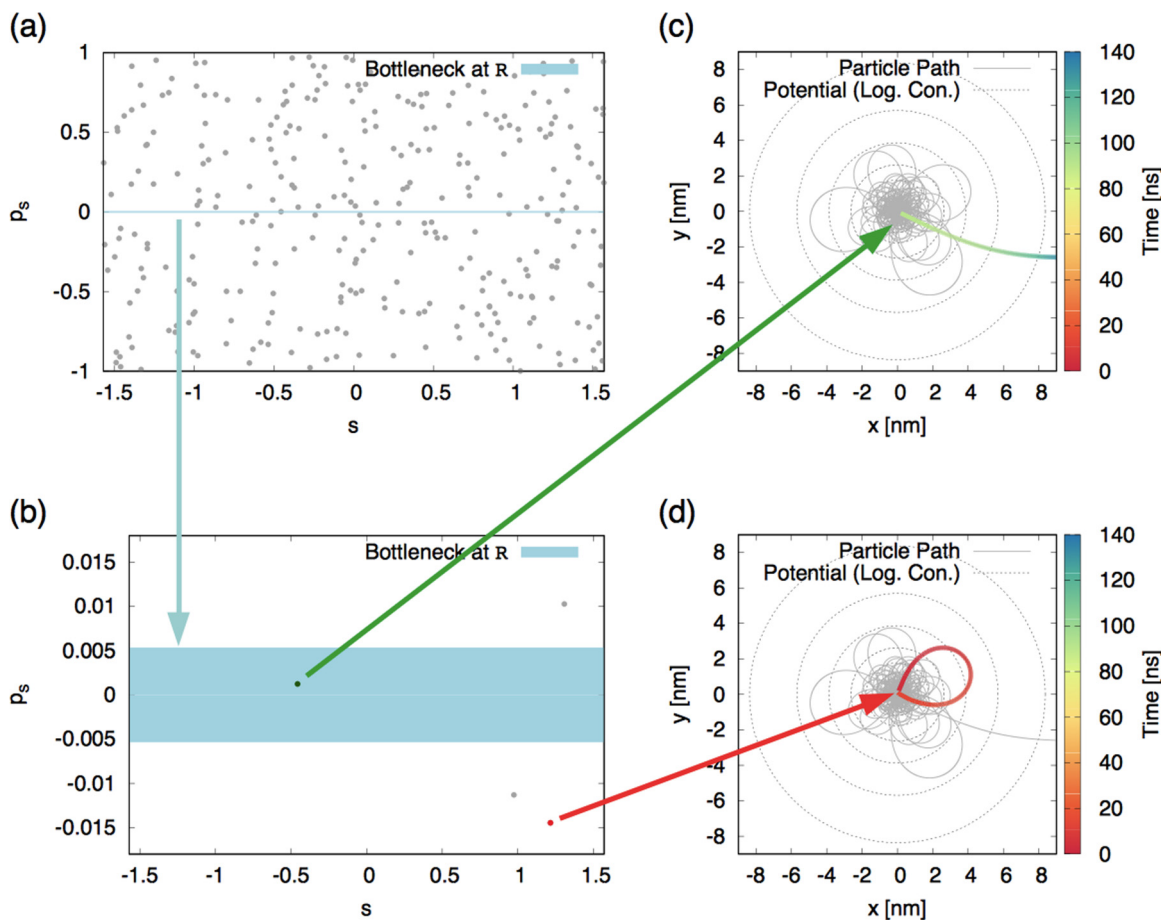 (a)
Bottleneck at R
1
0.5
0
-0.5
-1
p_s
-1.5 -1 -0.5 0 0.5 1 1.5
s
(c)
Particle Path
Potential (Log. Con.)
8
6
4
2
0
-2
-4
-6
-8
y [nm]
-8 -6 -4 -2 0 2 4 6 8
x [nm]
140
120
100
80
60
40
20
0
Time [ns]
(b)
Bottleneck at R
0.015
0.01
0.005
0
-0.005
-0.01
-0.015
p_s
-1.5 -1 -0.5 0 0.5 1 1.5
s
(d)
Particle Path
Potential (Log. Con.)
8
6
4
2
0
-2
-4
-6
-8
y [nm]
-8 -6 -4 -2 0 2 4 6 8
x [nm]
140
120
100
80
60
40
20
0
Time [ns]